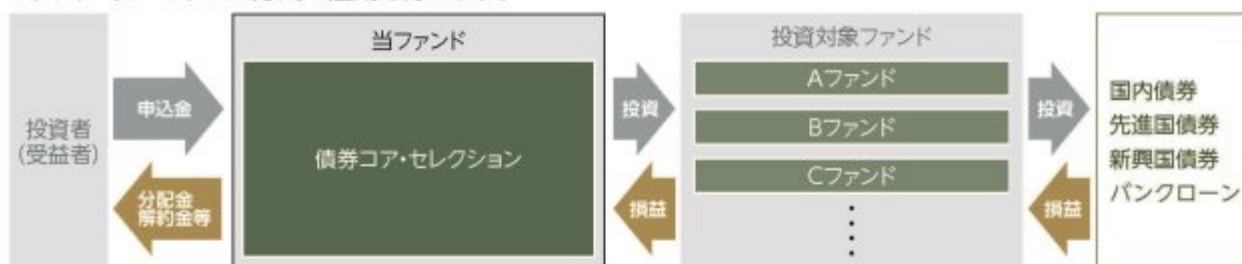 投資者
(受益者)
申込金
分配金
解約金等
当ファンド
債券コア・セレクション
投資
損益
投資対象ファンド
Aファンド
Bファンド
Cファンド
投資
損益
国内債券
先進国債券
新興国債券
バンクローン